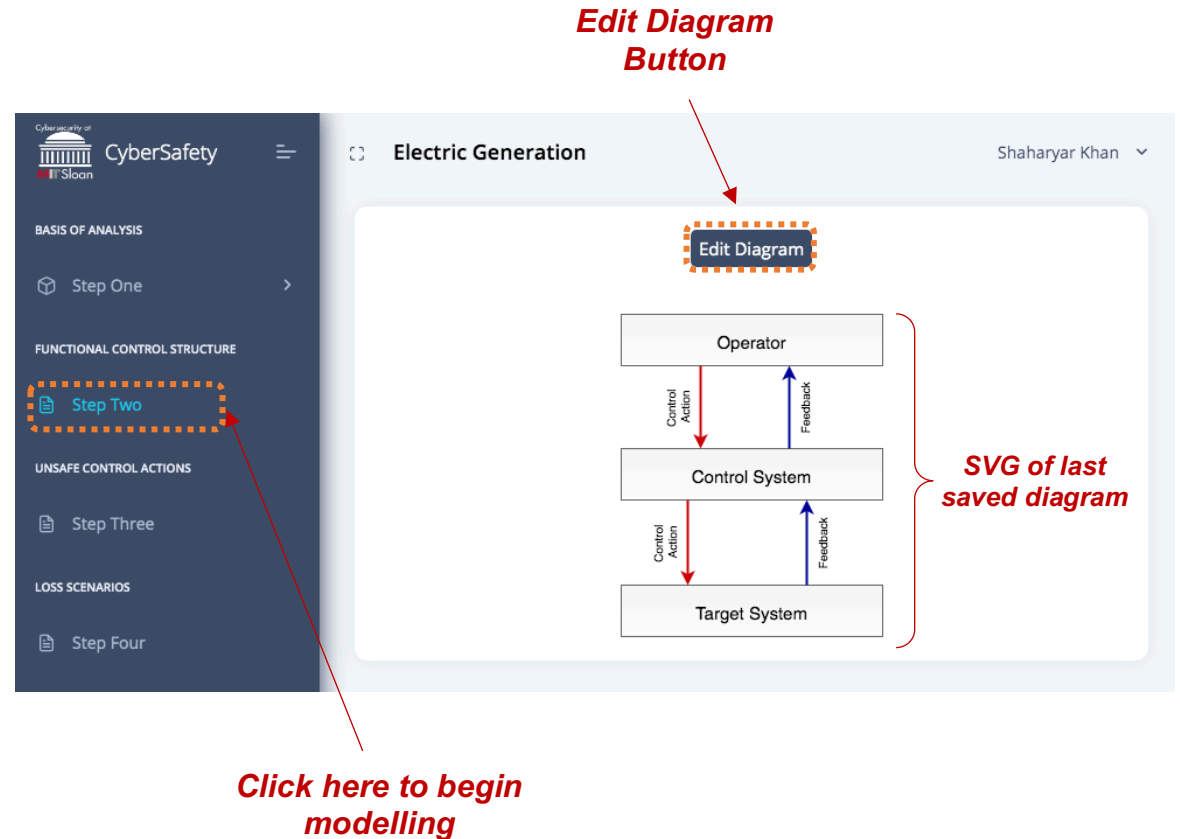 Edit Diagram
Button
Cybersecurity at
MIT Sloan
CyberSafety
Electric Generation
Shaharyar Khan
BASIS OF ANALYSIS
Step One
FUNCTIONAL CONTROL STRUCTURE
Step Two
UNSAFE CONTROL ACTIONS
Step Three
LOSS SCENARIOS
Step Four
Edit Diagram
Operator
Control
Action
Feedback
Control System
Control
Action
Feedback
Target System
SVG of last
saved diagram
Click here to begin
modelling